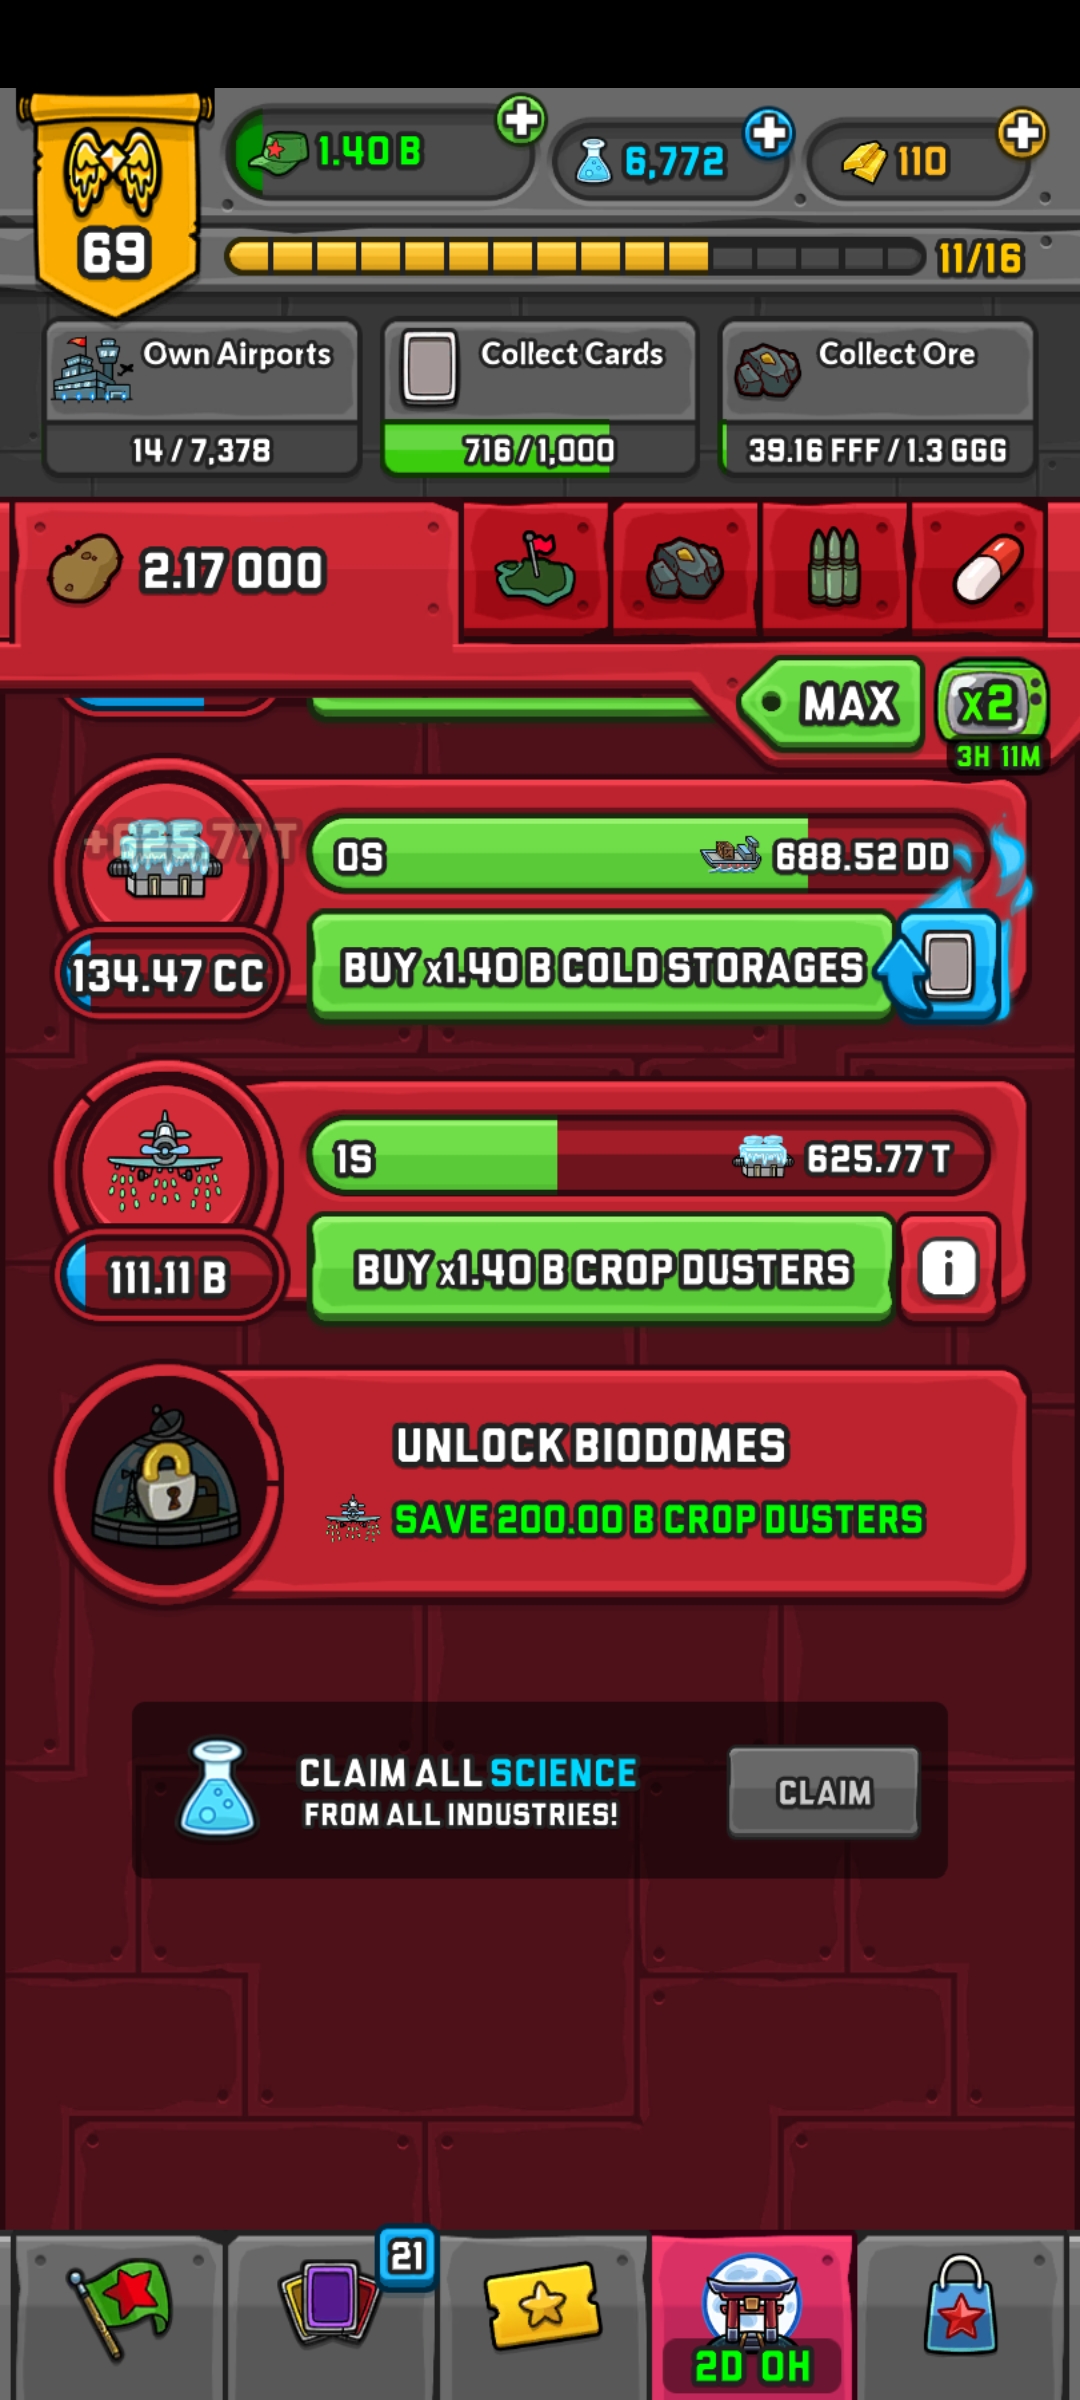 69
1.40 B
6,772
110
11/16
Own Airports
14 / 7,378
Collect Cards
716 / 1,000
Collect Ore
39.16 FFF / 1.3 GGG
2.17 OOO
MAX
x2
3H 11M
+625.77 T
0S
688.52 DD
134.47 CC
BUY x1.40 B COLD STORAGES
1S
625.77 T
111.11 B
BUY x1.40 B CROP DUSTERS
i
UNLOCK BIODOMES
SAVE 200.00 B CROP DUSTERS
CLAIM ALL SCIENCE
FROM ALL INDUSTRIES!
CLAIM
21
2D 0H